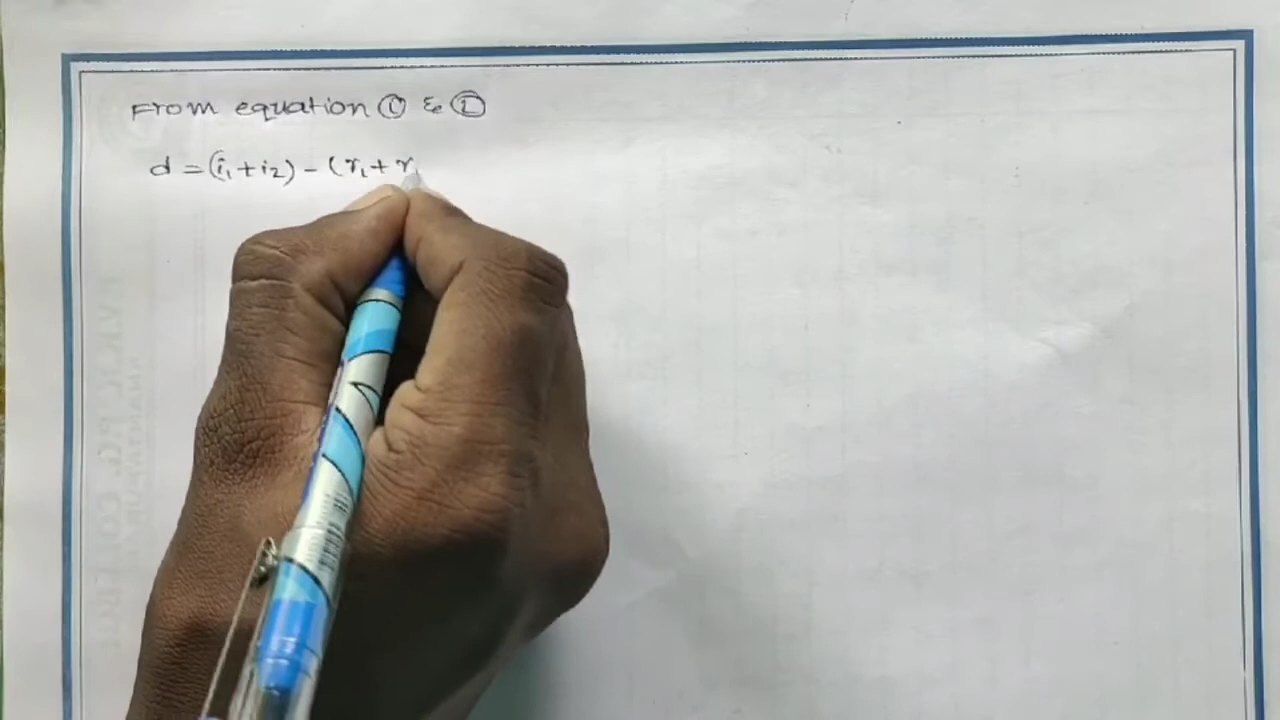 From equation ① & ②
d = (i₁ + i₂) - (r₁ + r